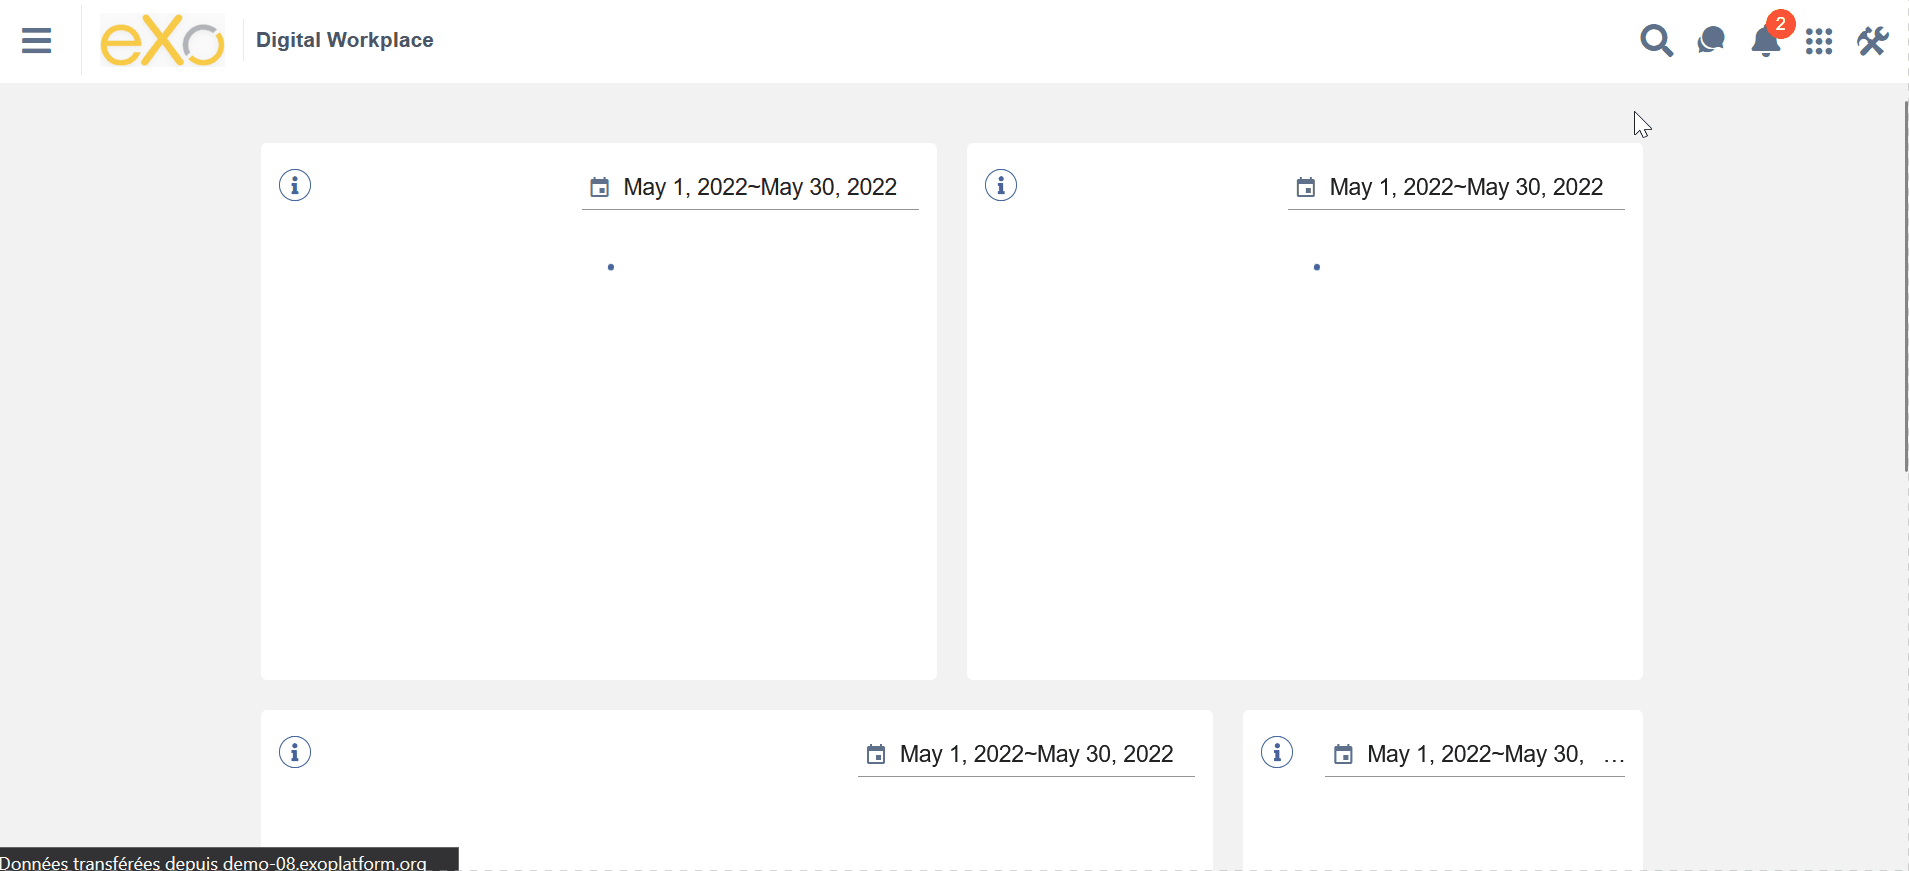 eXo
Digital Workplace
2
May 1, 2022~May 30, 2022
May 1, 2022~May 30, 2022
May 1, 2022~May 30, 2022
May 1, 2022~May 30, ...
Données transférées depuis demo-08.exoplatform.org